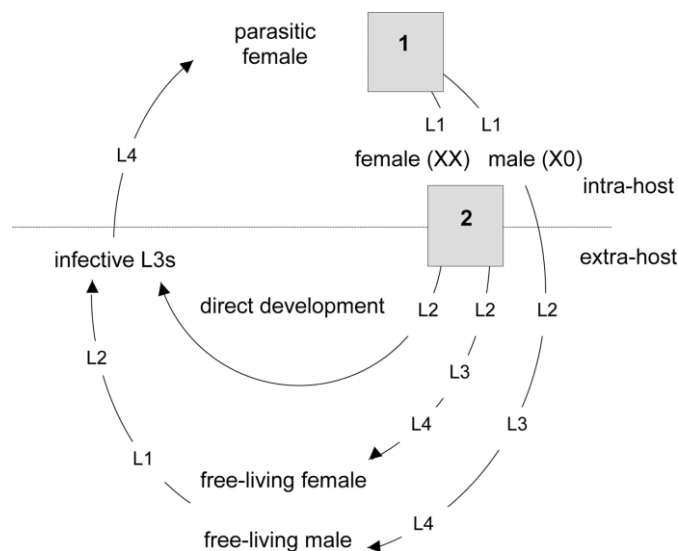 parasitic
female
1
L1 L1
L4
female (XX) male (X0)
intra-host
2
infective L3s
extra-host
direct development
L2 L2 L2
L2
L3
L4 L3
L1
free-living female
L4
free-living male